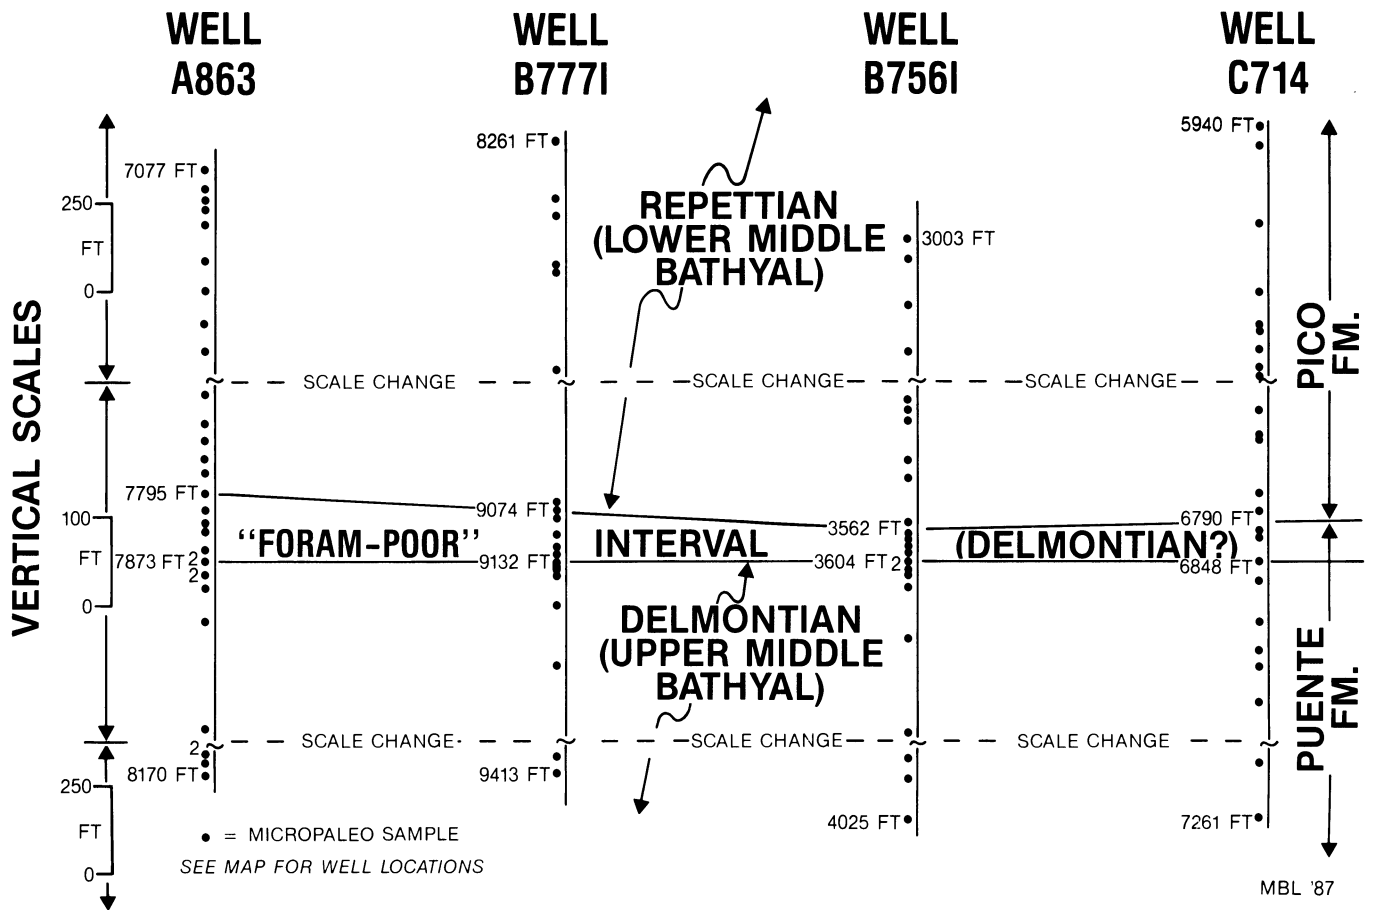 WELL
A863
WELL
B777I
WELL
B756I
WELL
C714
7077 FT
8261 FT
3003 FT
5940 FT
250
FT
0
REPETTIAN
(LOWER MIDDLE
BATHYAL)
PICO
FM.
VERTICAL SCALES
SCALE CHANGE
SCALE CHANGE
SCALE CHANGE
7795 FT
9074 FT
3562 FT
6790 FT
100
FT
0
"FORAM-POOR"
INTERVAL
(DELMONTIAN?)
7873 FT 2
2
9132 FT
3604 FT 2
6848 FT
DELMONTIAN
(UPPER MIDDLE
BATHYAL)
PUENTE
FM.
SCALE CHANGE
SCALE CHANGE
SCALE CHANGE
2
8170 FT
9413 FT
4025 FT
7261 FT
250
FT
0
• = MICROPALEO SAMPLE
SEE MAP FOR WELL LOCATIONS
MBL '87